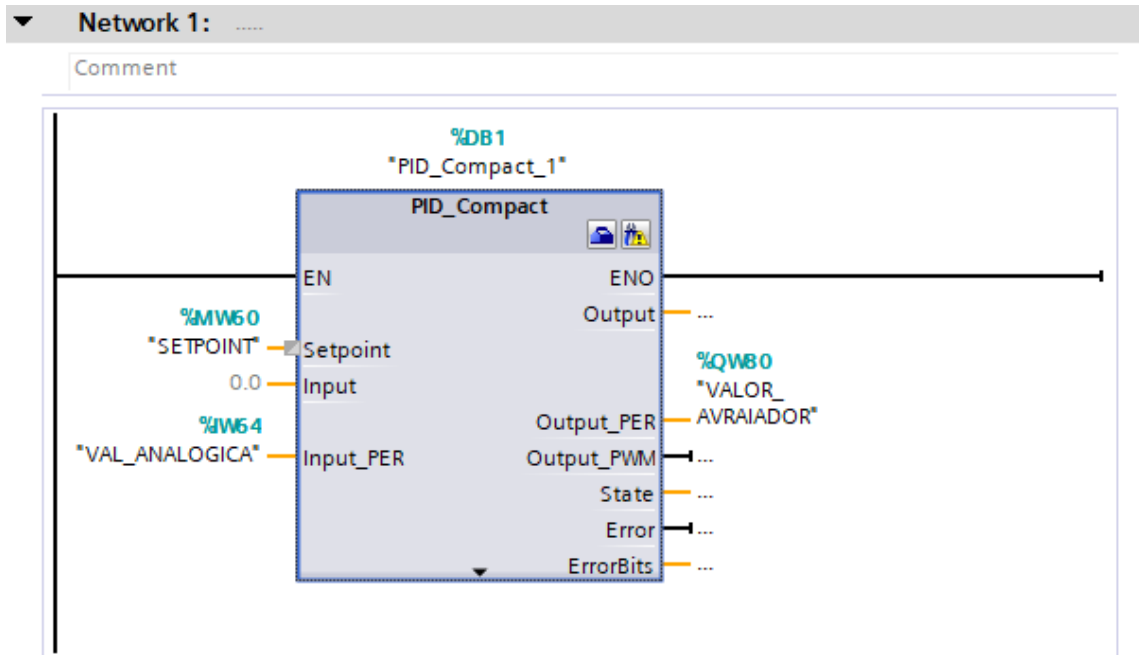 Network 1: .....
Comment
%DB1
"PID_Compact_1"
PID_Compact
EN
ENO
Output ...
%MW60
"SETPOINT"
Setpoint
0.0
Input
%QW80
"VALOR_
AVRAIADOR"
Output_PER
%IW64
"VAL_ANALOGICA"
Input_PER
Output_PWM ...
State ...
Error ...
ErrorBits ...